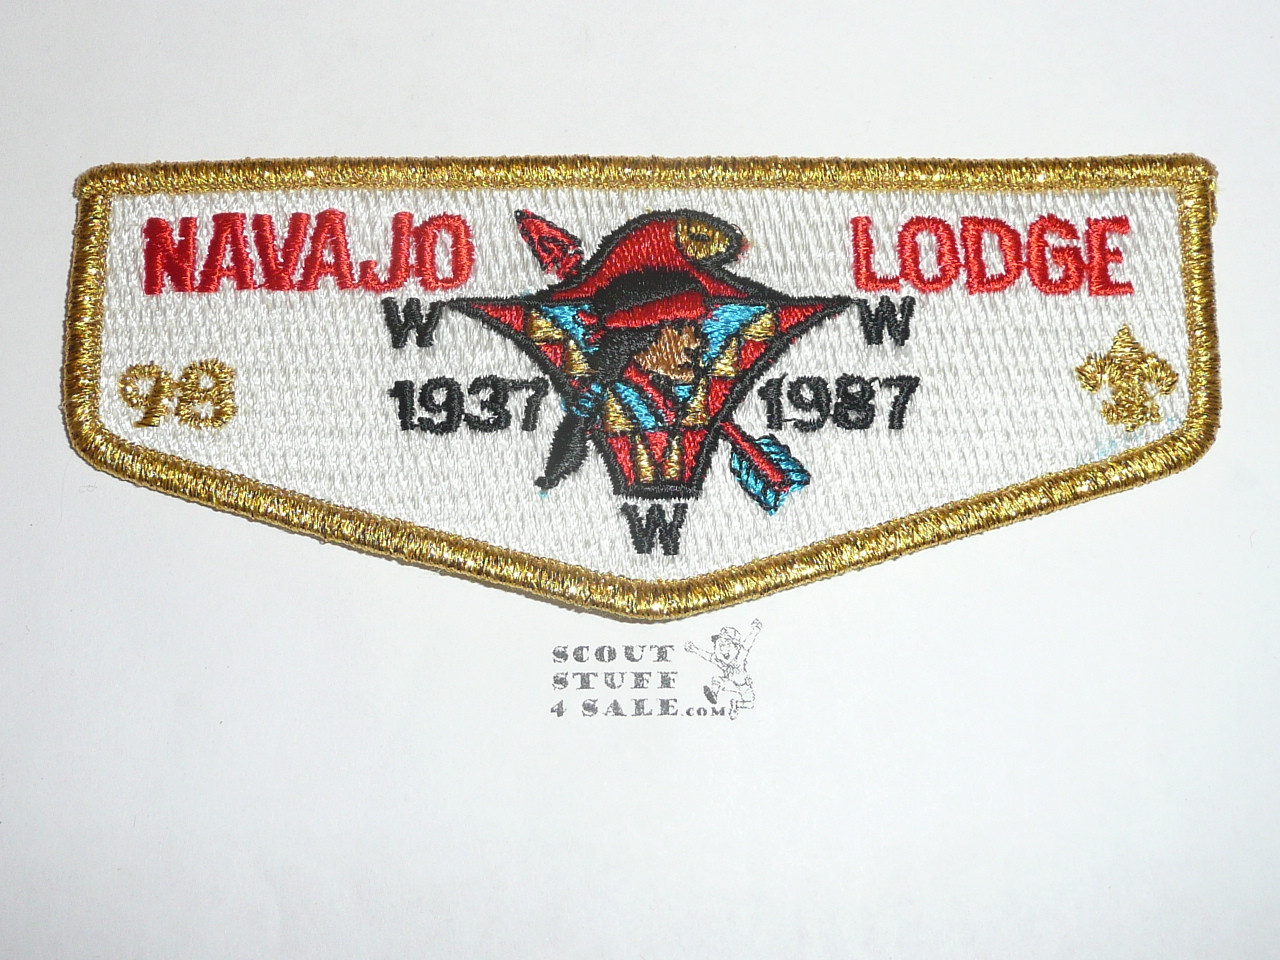 NAVAJO LODGE
W W
98 1937 1987
W
SCOUT
STUFF
4 SALE.COM